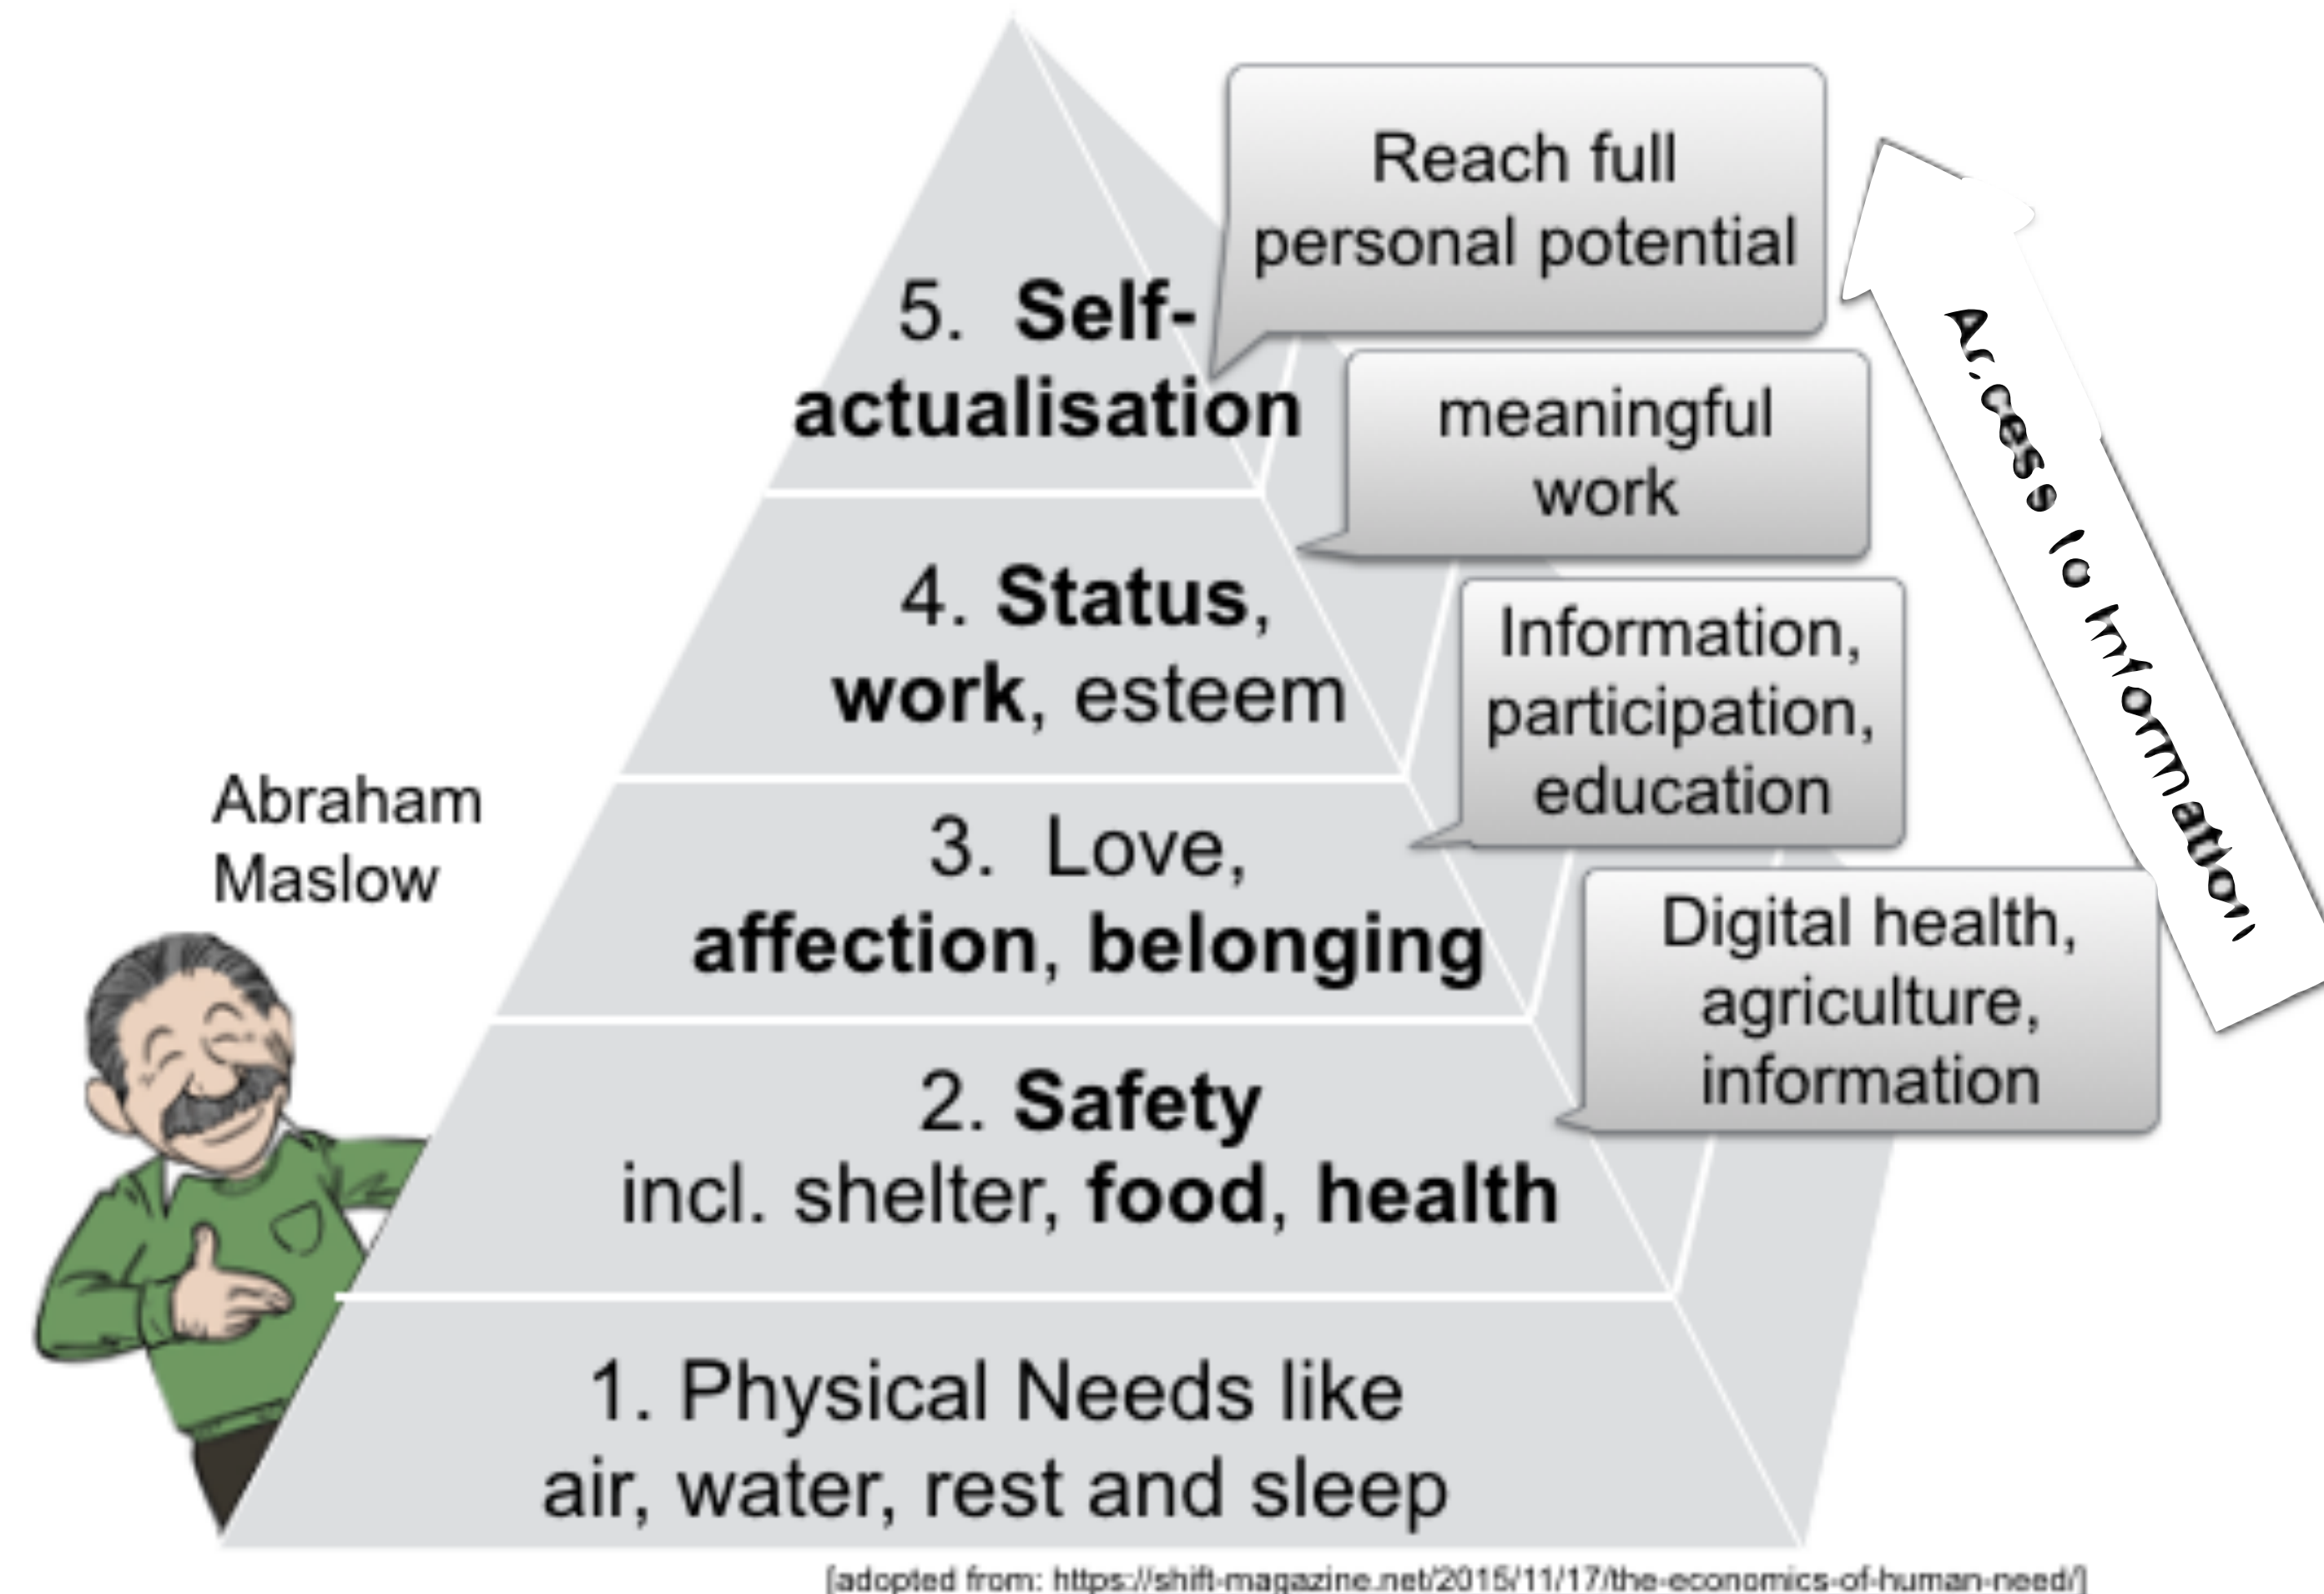 Reach full
personal potential
5. Self-
actualisation
meaningful
work
4. Status,
work, esteem
Information,
participation,
education
Abraham
Maslow
3. Love,
affection, belonging
Digital health,
agriculture,
information
2. Safety
incl. shelter, food, health
1. Physical Needs like
air, water, rest and sleep
Access to Information
[adopted from: https://shift-magazine.net/2015/11/17/the-economics-of-human-need/]